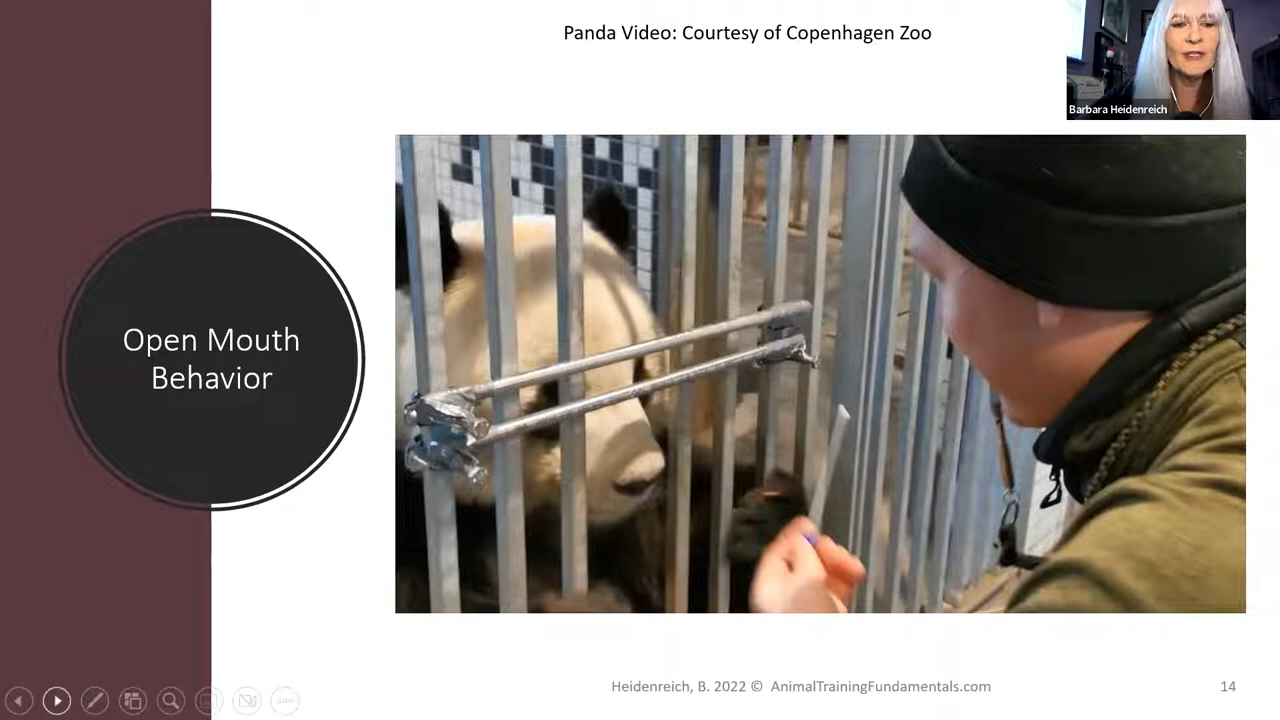 Panda Video: Courtesy of Copenhagen Zoo
Barbara Heidenreich
Open Mouth
Behavior
Heidenreich, B. 2022 © AnimalTrainingFundamentals.com
14